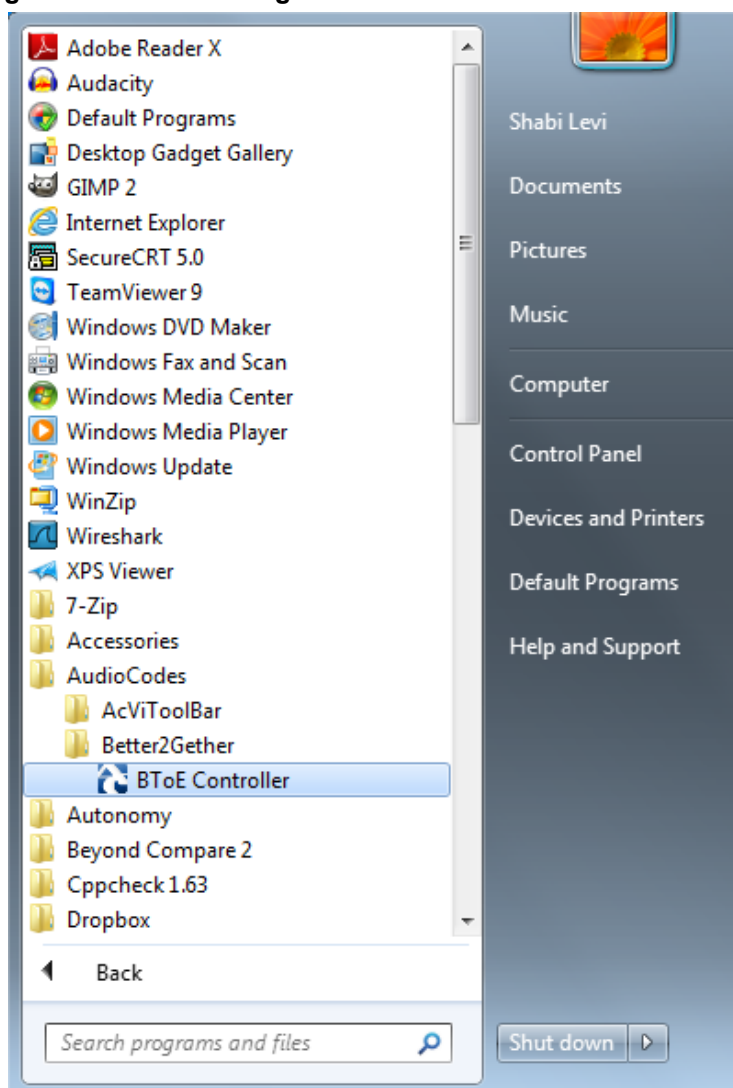 Adobe Reader X
Audacity
Default Programs
Desktop Gadget Gallery
GIMP 2
Internet Explorer
SecureCRT 5.0
TeamViewer 9
Windows DVD Maker
Windows Fax and Scan
Windows Media Center
Windows Media Player
Windows Update
WinZip
Wireshark
XPS Viewer
7-Zip
Accessories
AudioCodes
AcViToolBar
Better2Gether
BToE Controller
Autonomy
Beyond Compare 2
Cppcheck 1.63
Dropbox
Back
Search programs and files
Shabi Levi
Documents
Pictures
Music
Computer
Control Panel
Devices and Printers
Default Programs
Help and Support
Shut down